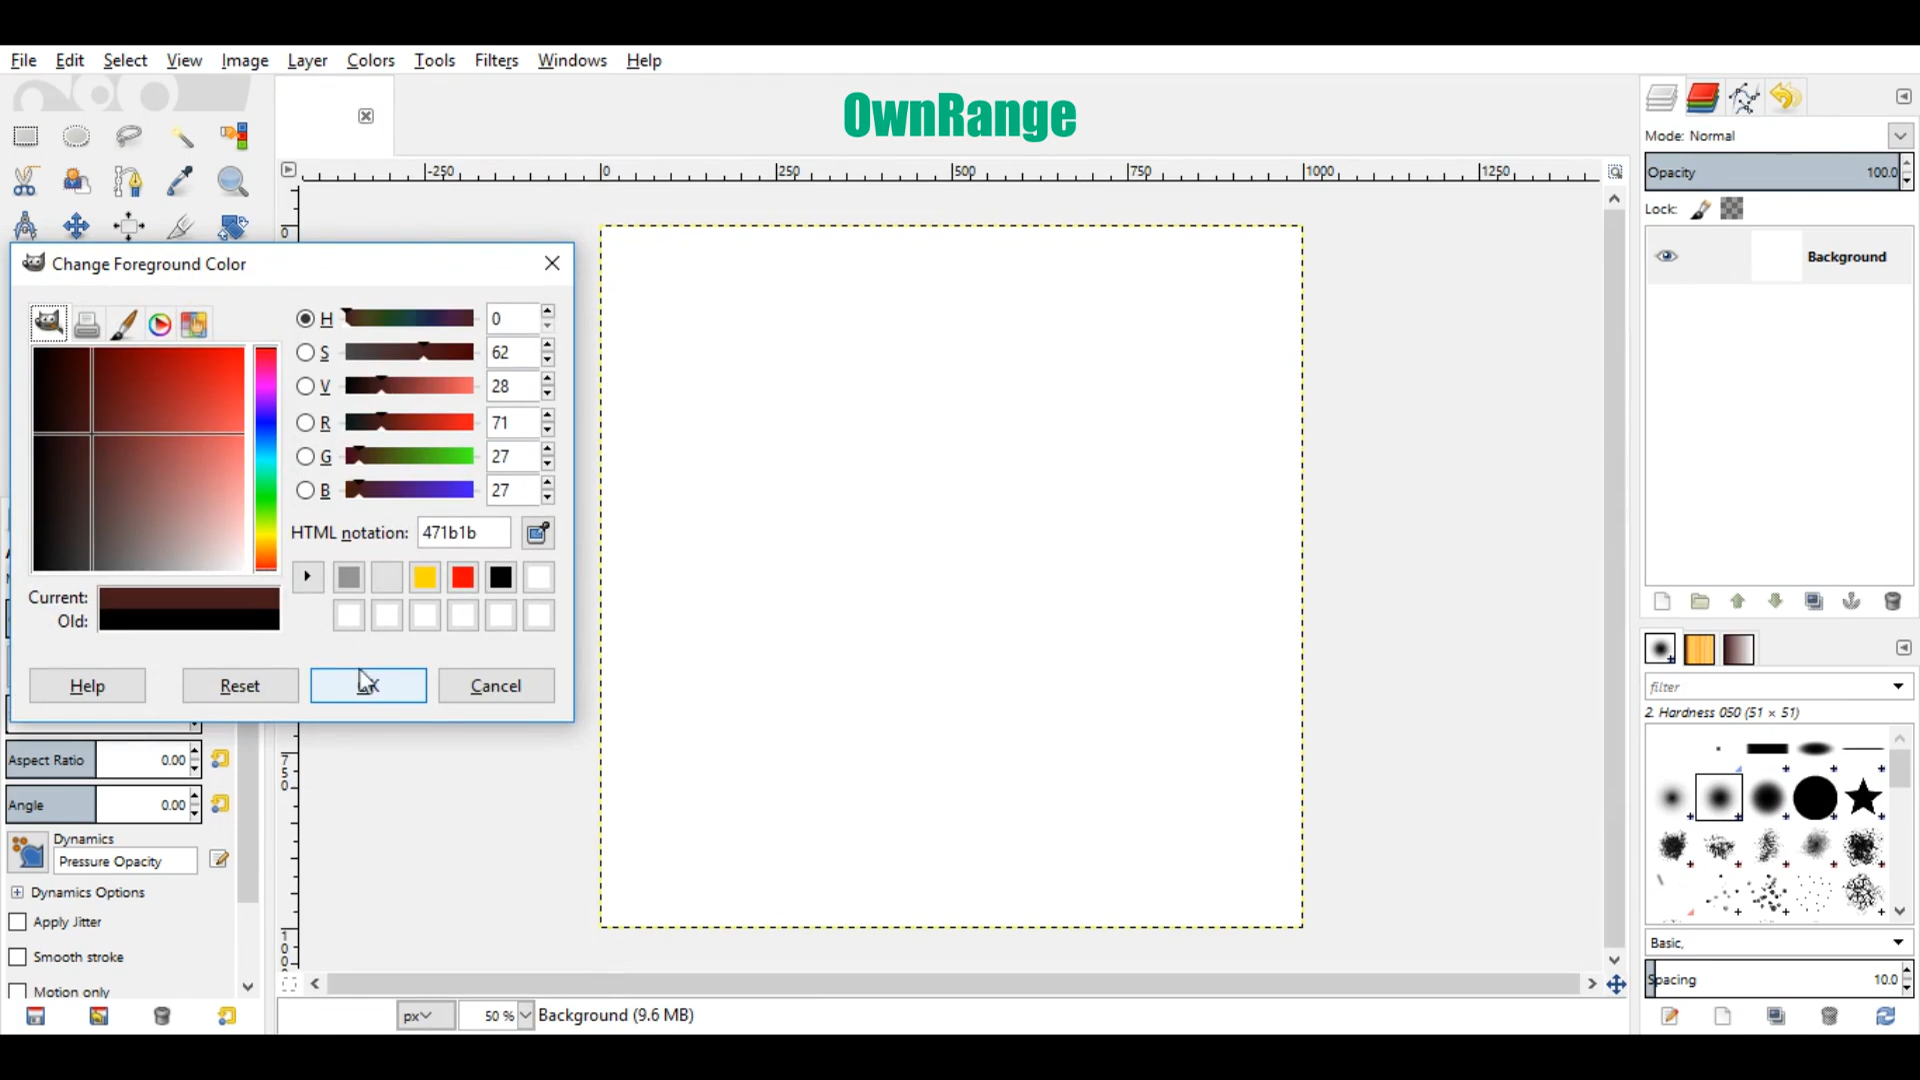 File Edit Select View Image Layer Colors Tools Filters Windows Help
OwnRange
-250 0 250 500 750 1000 1250
Mode: Normal
Opacity 100.0
Lock:
Background
Change Foreground Color
H 0
S 62
V 28
R 71
G 27
B 27
HTML notation: 471b1b
Current:
Old:
Help Reset Cancel
0
750
Aspect Ratio 0.00
Angle 0.00
Dynamics
Pressure Opacity
Dynamics Options
Apply Jitter
Smooth stroke
Motion only
filter
2. Hardness 050 (51 × 51)
Basic,
Spacing 10.0
px 50 % Background (9.6 MB)